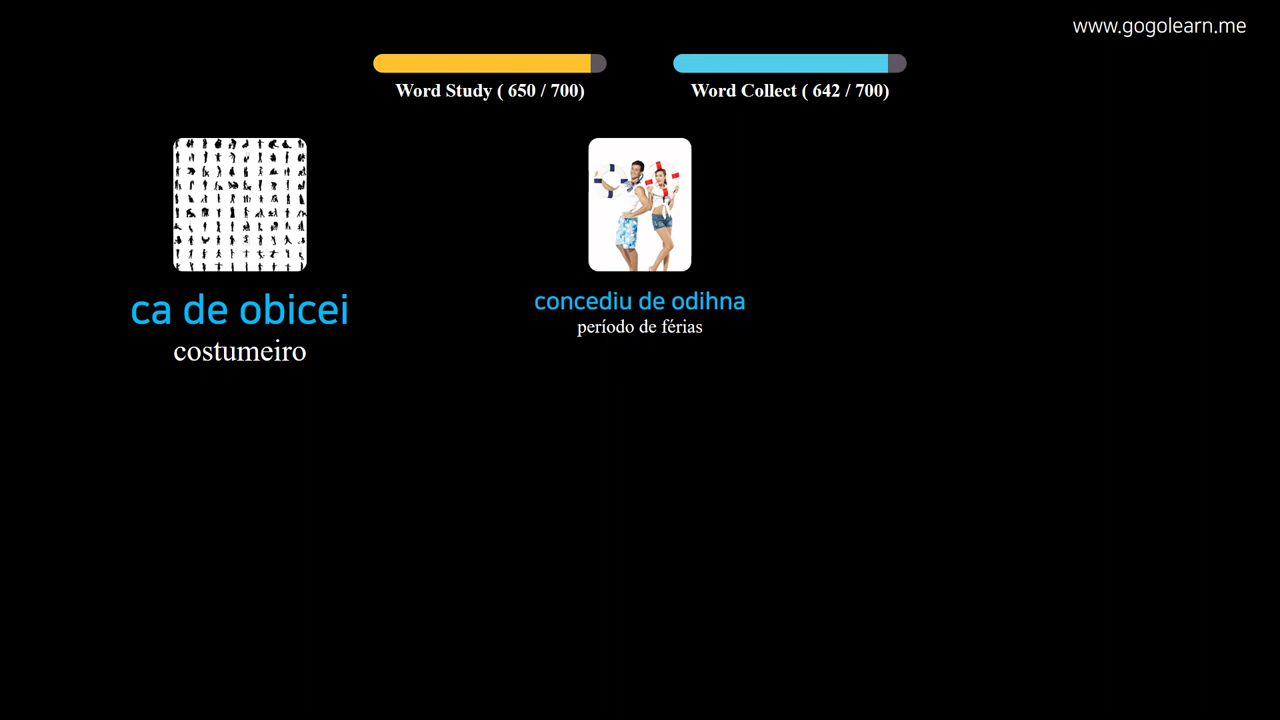 www.gogolearn.me
Word Study ( 650 / 700)
Word Collect ( 642 / 700)
ca de obicei
costumeiro
concediu de odihna
período de férias